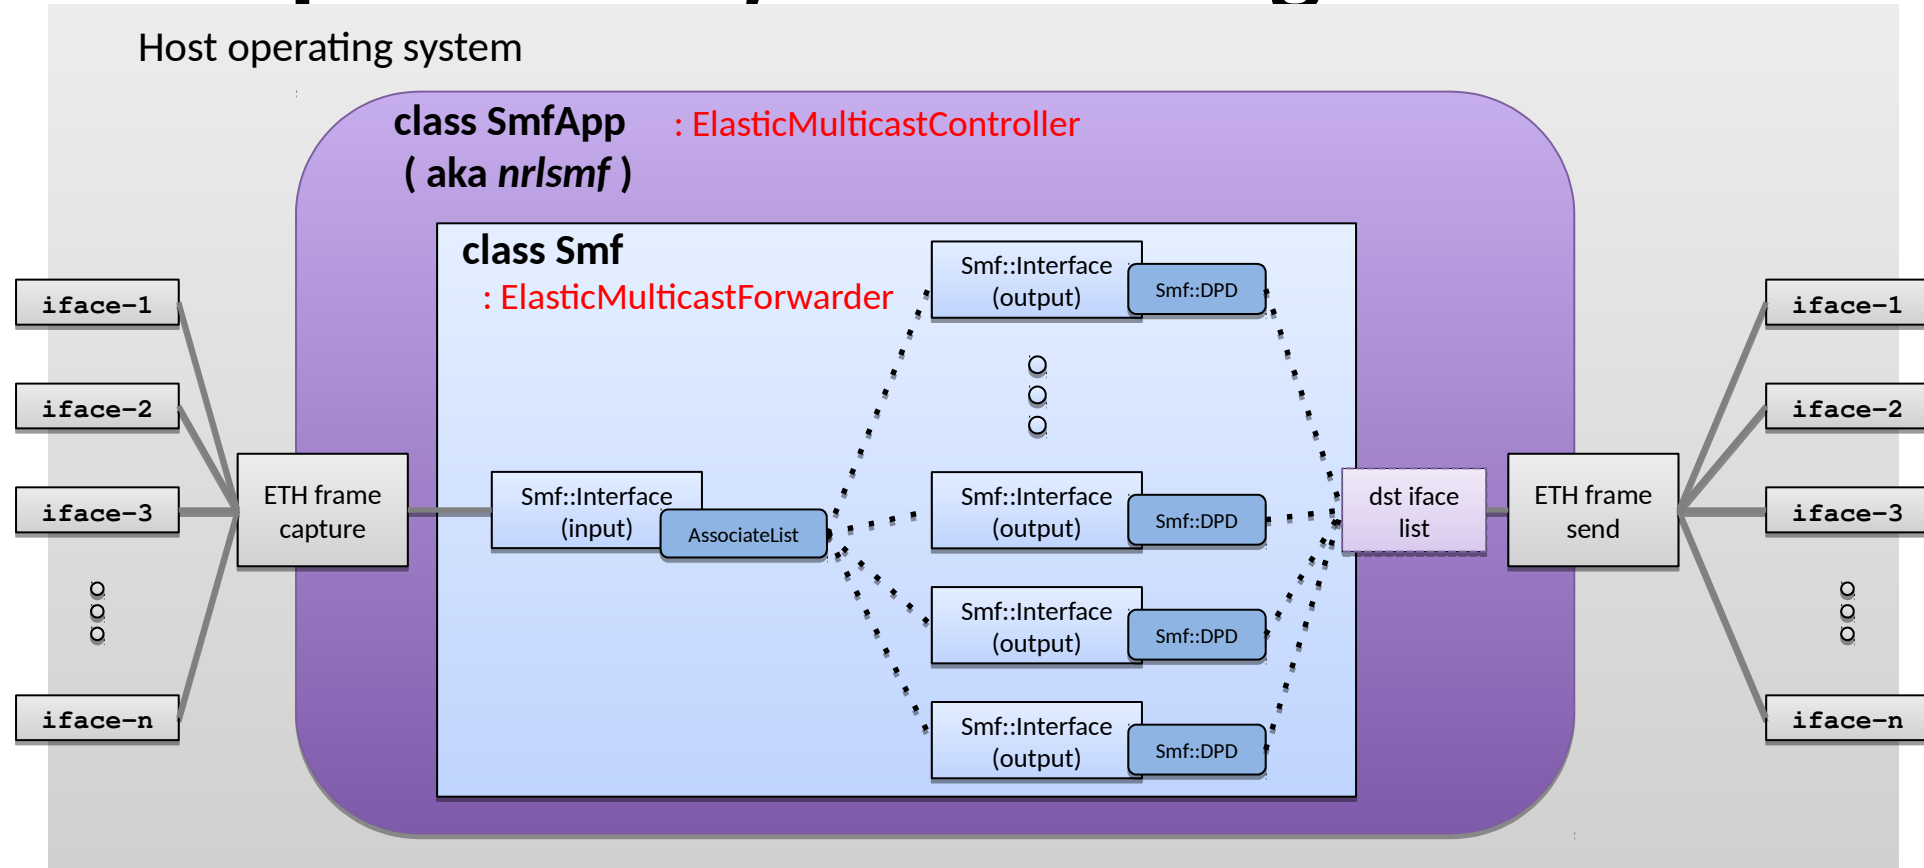 Host operating system
class SmfApp : ElasticMulticastController
( aka nrlsmf )
class Smf
: ElasticMulticastForwarder
iface-1
iface-2
iface-3
iface-n
ETH frame
capture
Smf::Interface
(input)
AssociateList
Smf::Interface
(output)
Smf::DPD
Smf::Interface
(output)
Smf::DPD
Smf::Interface
(output)
Smf::DPD
Smf::Interface
(output)
Smf::DPD
dst iface
list
ETH frame
send
iface-1
iface-2
iface-3
iface-n